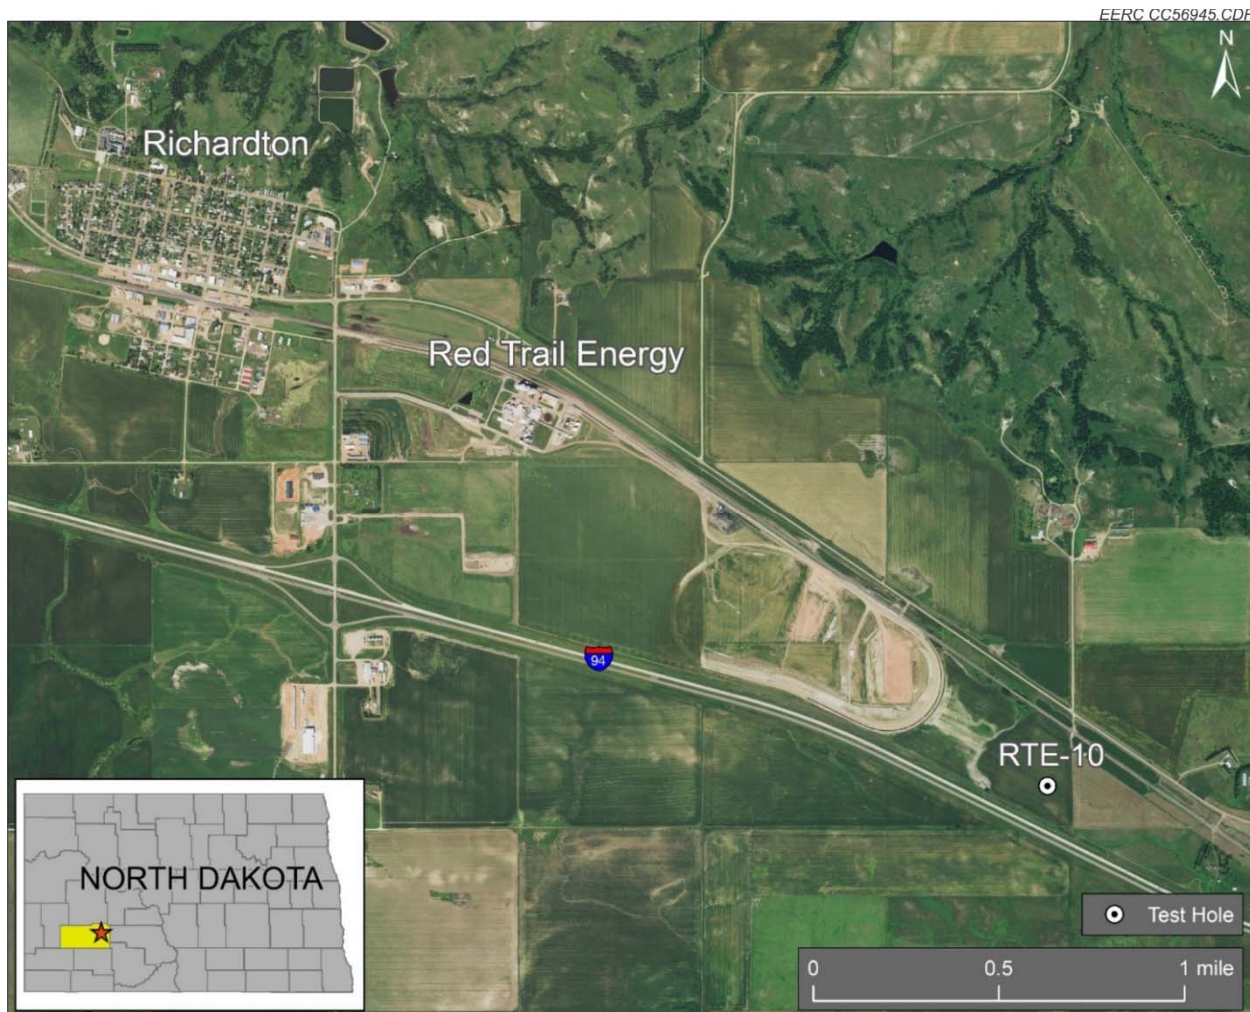 EERC CC56945.CDR
N
Richardton
Red Trail Energy
94
RTE-10
NORTH DAKOTA
Test Hole
0 0.5 1 mile